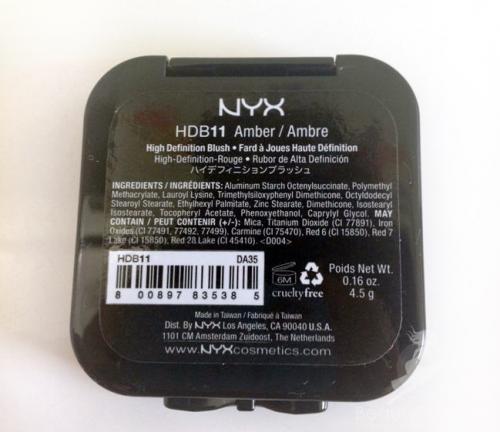 NYX
HDB11 Amber / Ambre
High Definition Blush • Fard à Joues Haute Définition
High-Definition-Rouge • Rubor de Alta Definición
ハイデフィニションブラッシュ
INGREDIENTS / INGRÉDIENTS: Aluminum Starch Octenylsuccinate, Polymethyl
Methacrylate, Lauroyl Lysine, Trimethylsiloxyphenyl Dimethicone, Octyldodecyl
Stearoyl Stearate, Ethylhexyl Palmitate, Zinc Stearate, Dimethicone, Isostearyl
Isostearate, Tocopheryl Acetate, Phenoxyethanol, Caprylyl Glycol. MAY
CONTAIN / PEUT CONTENIR (+/-): Mica, Titanium Dioxide (CI 77891), Iron
Oxides (CI 77491, 77492, 77499), Carmine (CI 75470), Red 6 (CI 15850), Red 7
Lake (CI 15850), Red 28 Lake (CI 45410). <0004>
HDB11 DA35
8 00897 83538 5
6M
crueltyfree
Poids Net Wt.
0.16 oz.
4.5 g
Made in Taiwan / Fabriqué à Taiwan
Dist. By NYX Los Angeles, CA 90040 U.S.A.
1101 CM Amsterdam Zuidoost, The Netherlands
www.NYXcosmetics.com